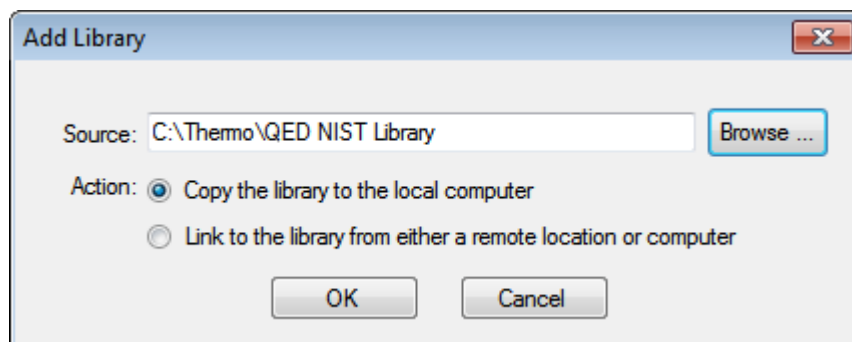 Add Library
Source: C:\Thermo\QED NIST Library Browse ...
Action: Copy the library to the local computer
Link to the library from either a remote location or computer
OK Cancel